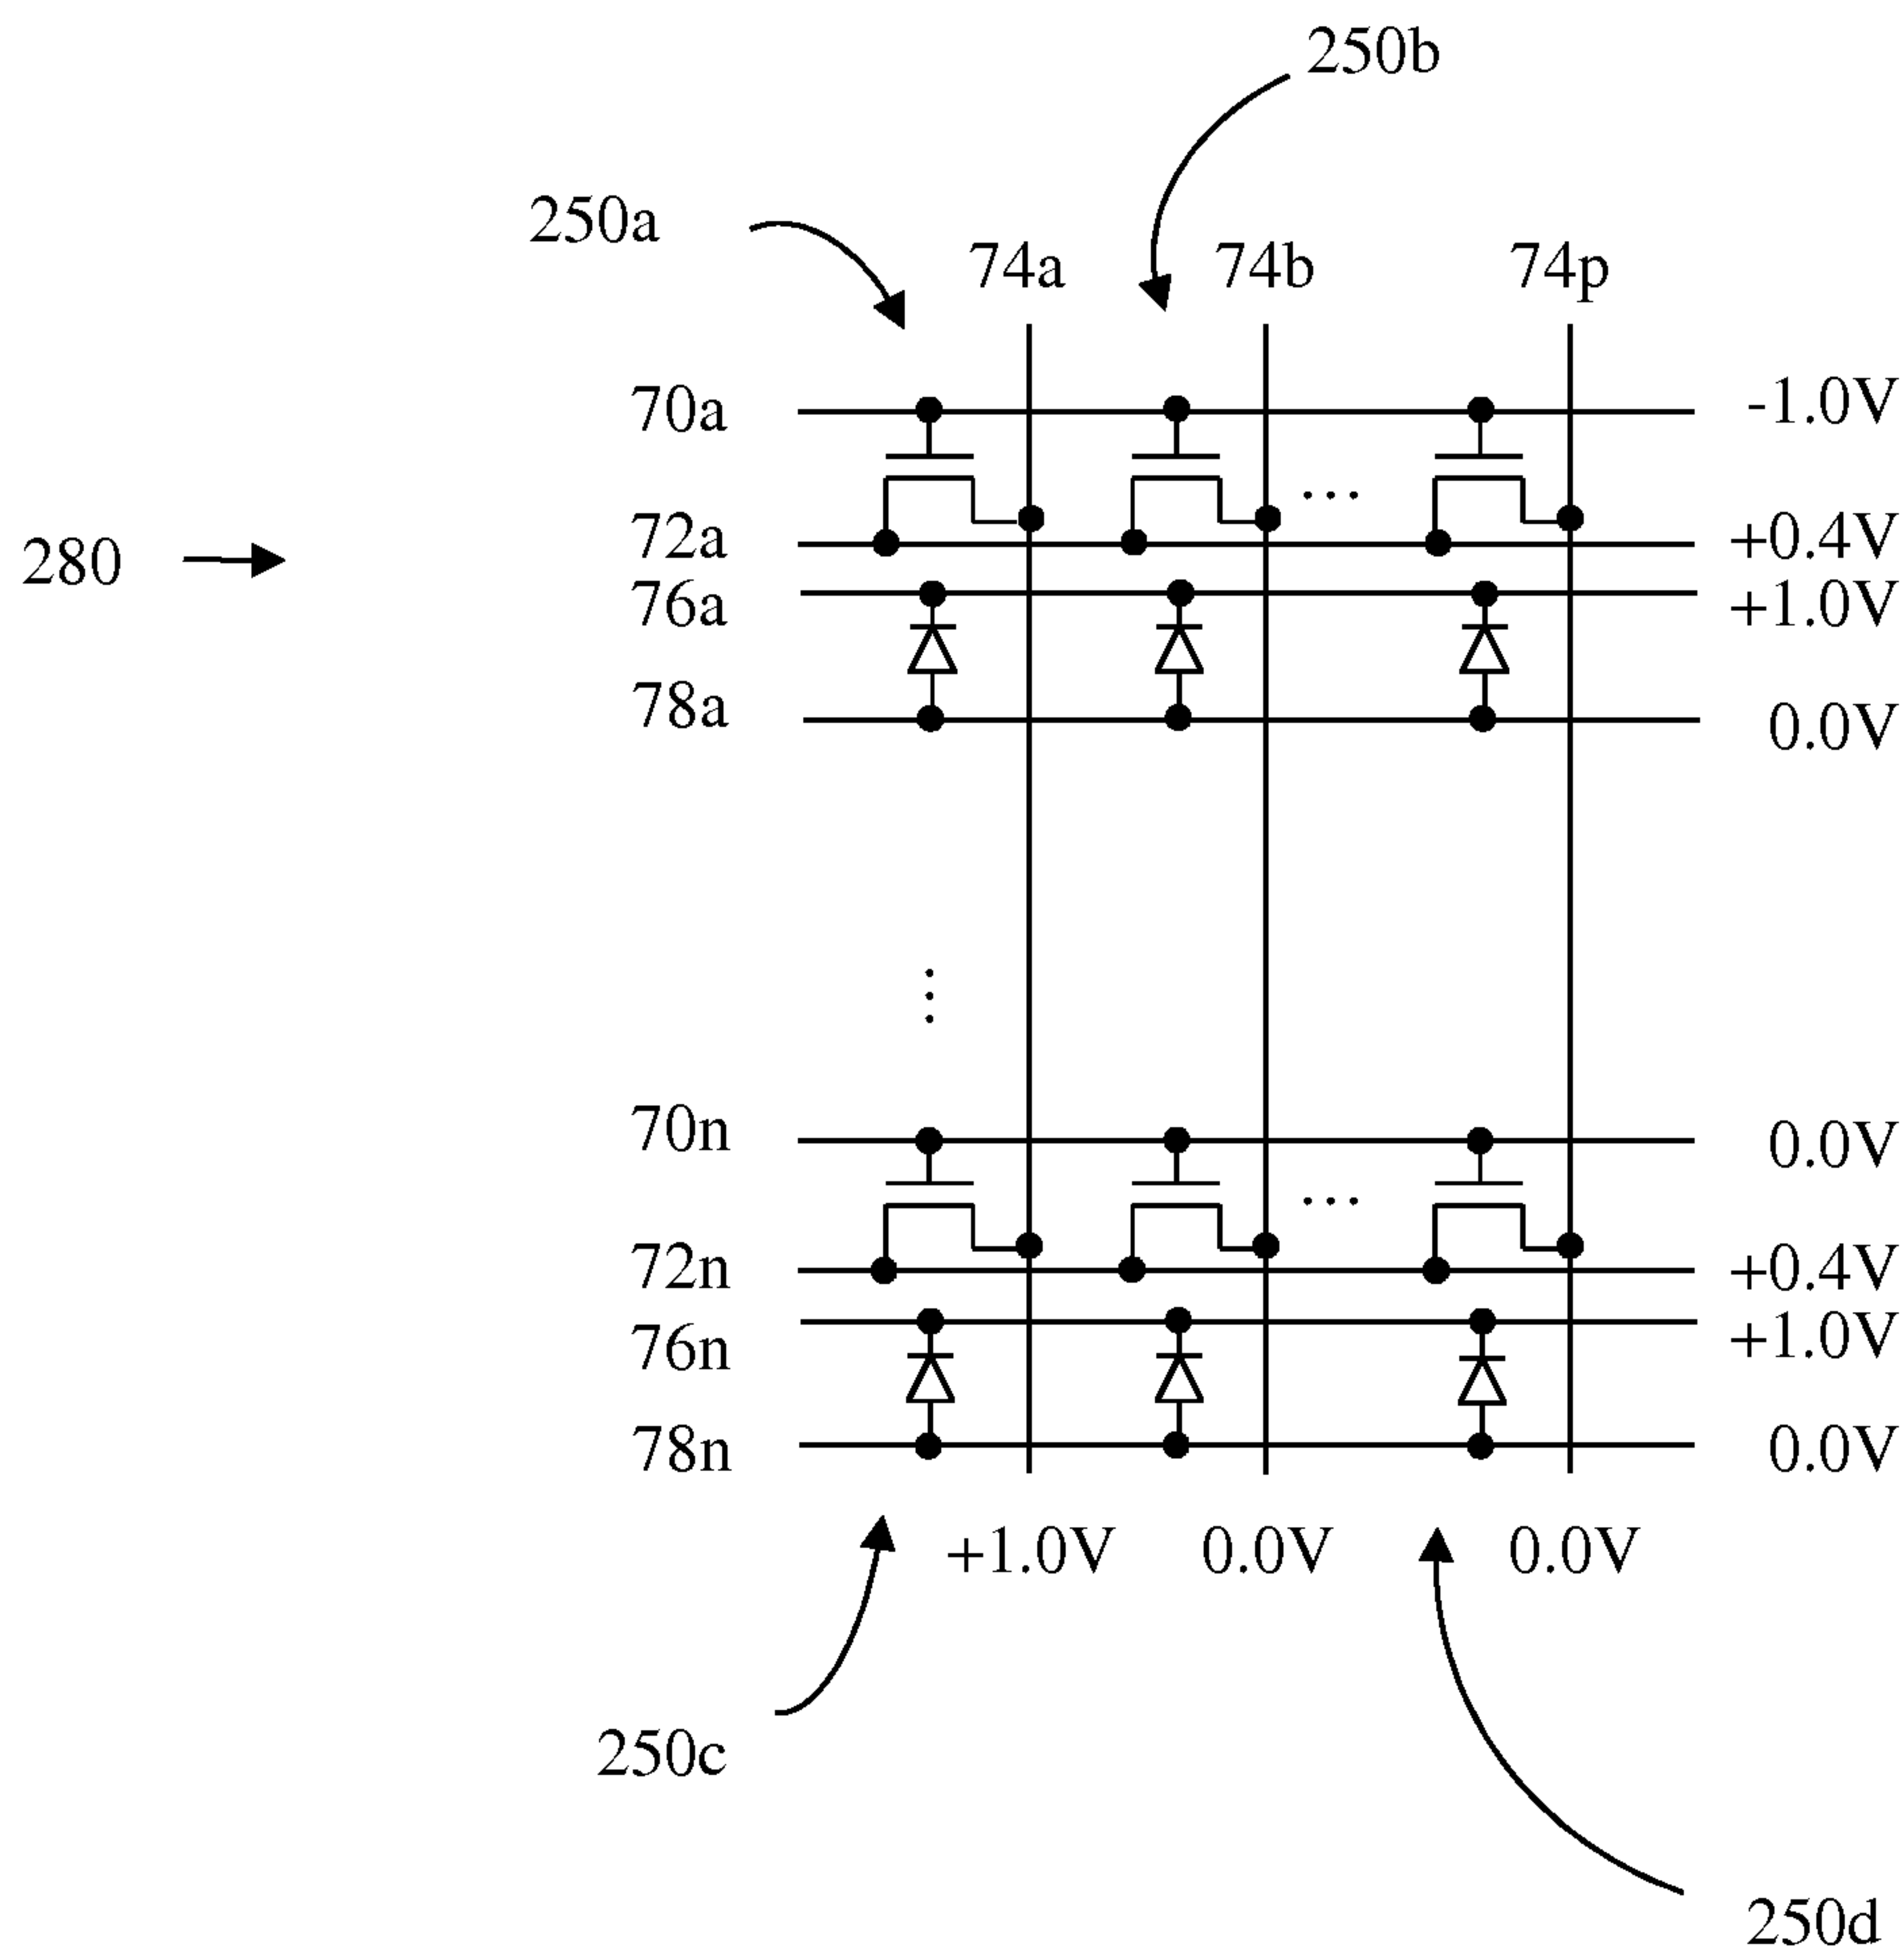 250b
250a
74a 74b 74p
70a -1.0V
...
72a +0.4V
280
76a +1.0V
78a 0.0V
...
70n 0.0V
...
72n +0.4V
76n +1.0V
78n 0.0V
+1.0V 0.0V 0.0V
250c
250d